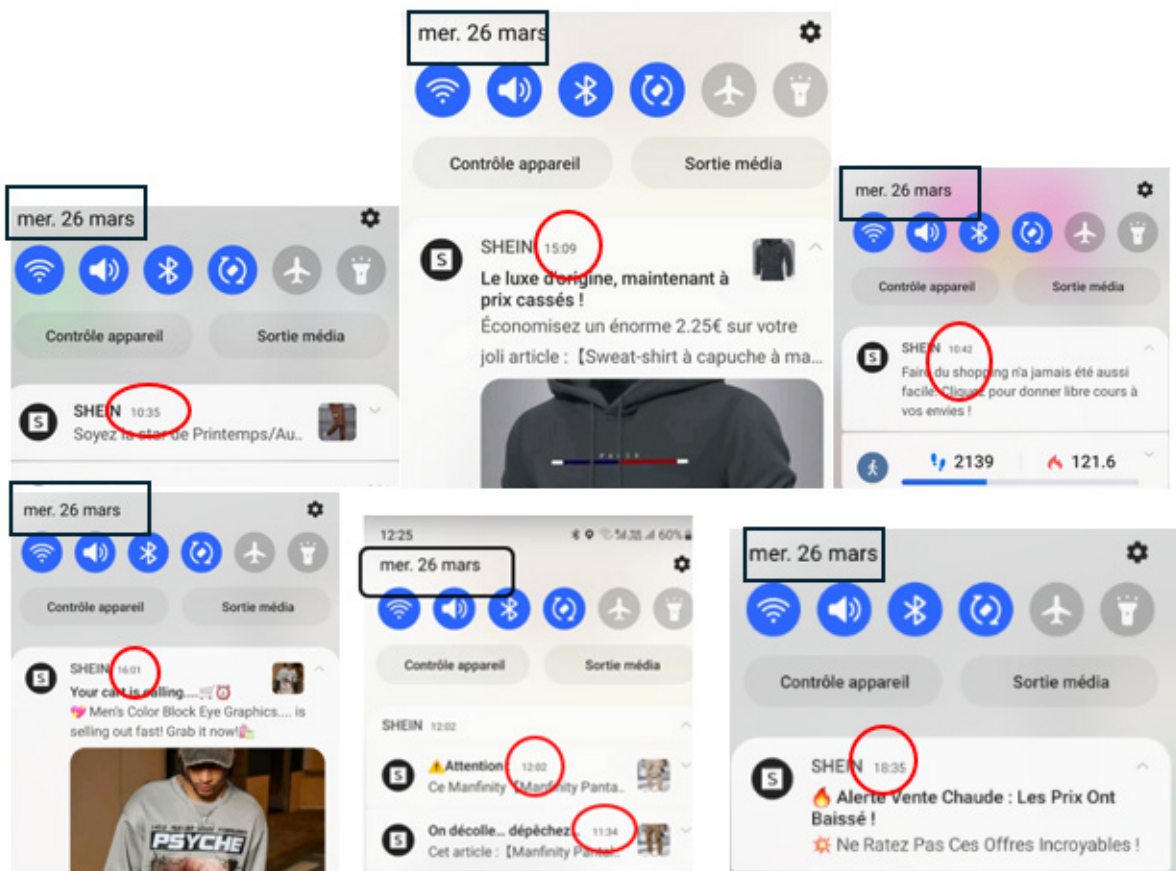 mer. 26 mars
Contrôle appareil
Sortie média
SHEIN 15:09
Le luxe d'origine, maintenant à
prix cassés !
Économisez un énorme 2.25€ sur votre
joli article : 【Sweat-shirt à capuche à ma...
mer. 26 mars
Contrôle appareil
Sortie média
SHEIN 10:35
Soyez la star de Printemps/Au..
mer. 26 mars
Contrôle appareil
Sortie média
SHEIN 10:42
Faire du shopping n'a jamais été aussi
facile. Cliquez pour donner libre cours à
vos envies !
2139
121.6
mer. 26 mars
Contrôle appareil
Sortie média
SHEIN 16:01
Your cart is calling....🛒⏰
💖 Men's Color Block Eye Graphics.... is
selling out fast! Grab it now!🛍️
PSYCHE
12:25
60%
mer. 26 mars
Contrôle appareil
Sortie média
SHEIN 12:02
⚠️Attention 12:02
Ce Manfinity 【Manfinity Panta..
On décolle... dépêchez... 11:34
Cet article : 【Manfinity Pantal..
mer. 26 mars
Contrôle appareil
Sortie média
SHEIN 18:35
🔥 Alerte Vente Chaude : Les Prix Ont
Baissé !
💥 Ne Ratez Pas Ces Offres Incroyables !